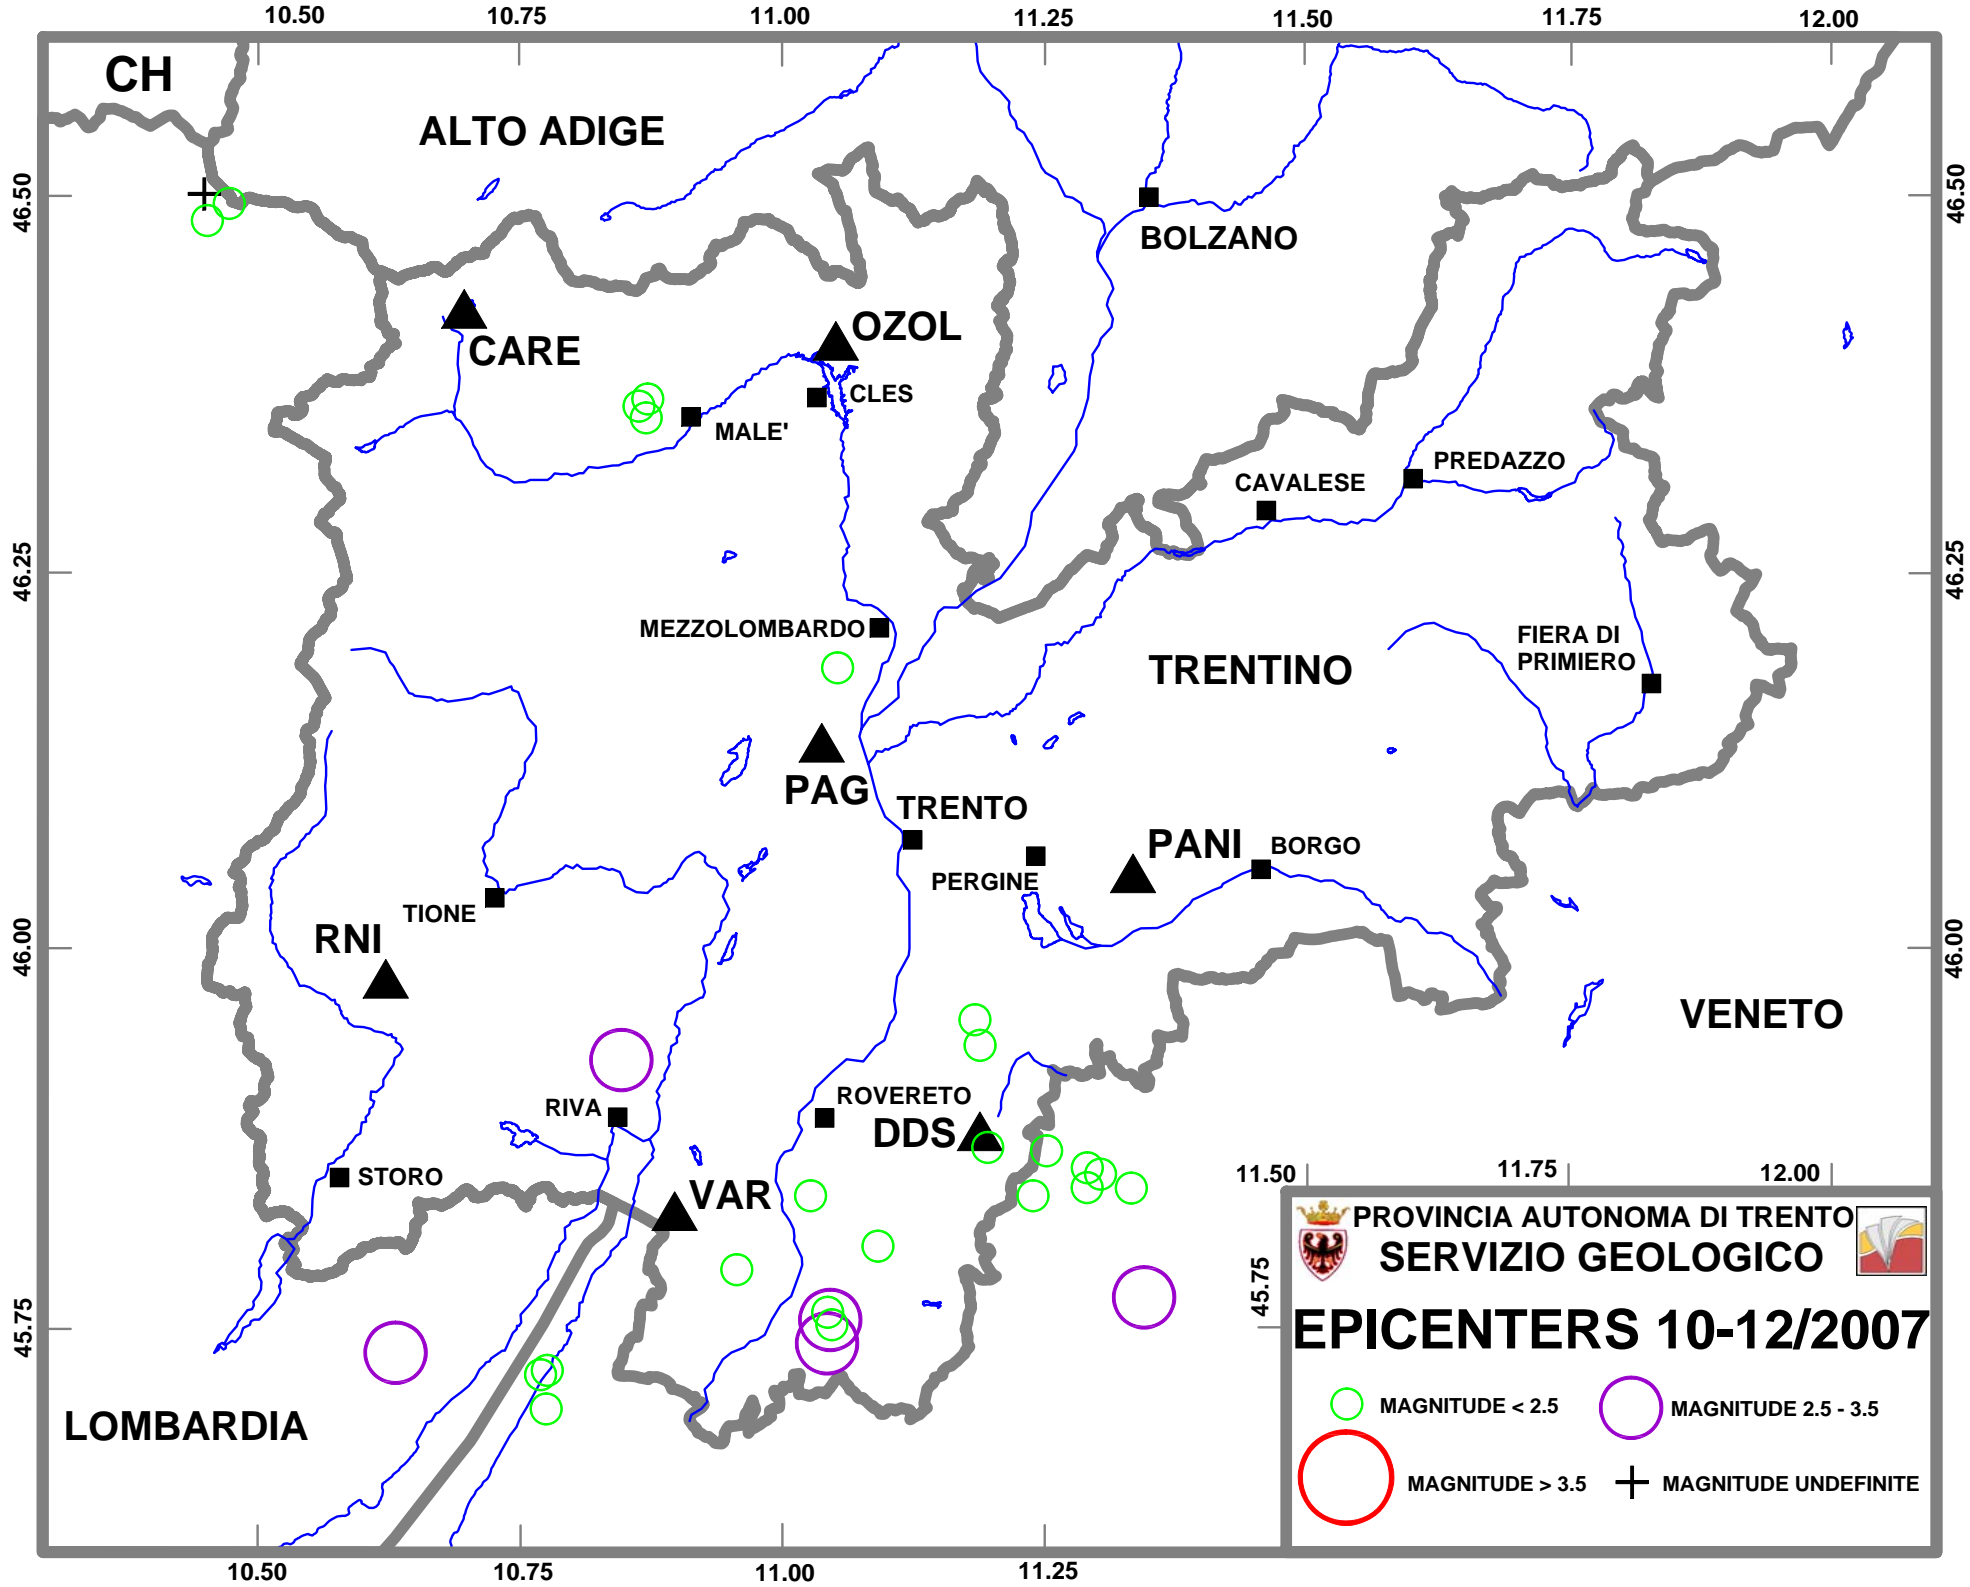 10.50 10.75 11.00 11.25 11.50 11.75 12.00
CH
ALTO ADIGE
46.50
46.50
BOLZANO
OZOL
CARE
CLES
MALE'
PREDAZZO
CAVALESE
46.25
46.25
MEZZOLOMBARDO
FIERA DI
PRIMIERO
TRENTINO
PAG
TRENTO
PANI
BORGO
PERGINE
TIONE
RNI
46.00
46.00
VENETO
ROVERETO
RIVA
DDS
STORO
VAR
11.50 11.75 12.00
PROVINCIA AUTONOMA DI TRENTO
SERVIZIO GEOLOGICO
45.75
45.75
EPICENTERS 10-12/2007
LOMBARDIA
MAGNITUDE < 2.5
MAGNITUDE 2.5 - 3.5
MAGNITUDE > 3.5
MAGNITUDE UNDEFINITE
10.50 10.75 11.00 11.25